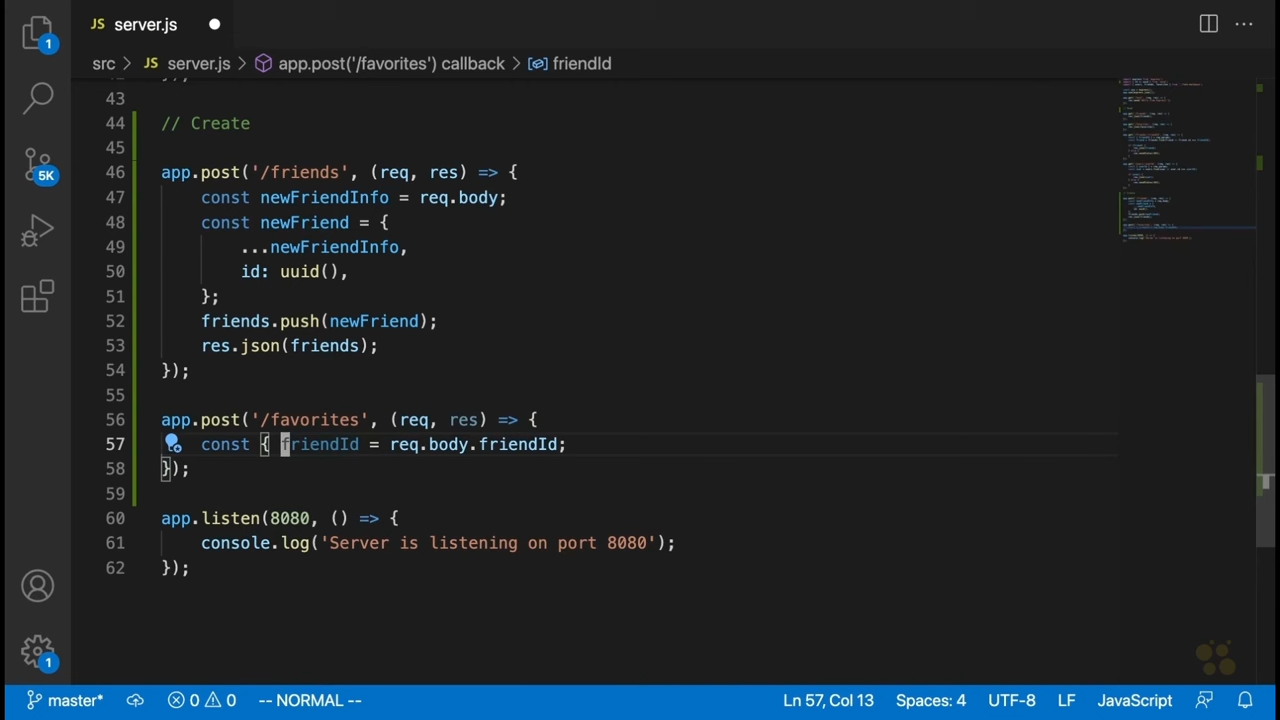 JS server.js
src > JS server.js > app.post('/favorites') callback > friendId
43
44 // Create
45
46 app.post('/friends', (req, res) => {
47 const newFriendInfo = req.body;
48 const newFriend = {
49 ...newFriendInfo,
50 id: uuid(),
51 };
52 friends.push(newFriend);
53 res.json(friends);
54 });
55
56 app.post('/favorites', (req, res) => {
57 const { friendId = req.body.friendId;
58 });
59
60 app.listen(8080, () => {
61 console.log('Server is listening on port 8080');
62 });
1
5K
1
master* 0 0 -- NORMAL -- Ln 57, Col 13 Spaces: 4 UTF-8 LF JavaScript